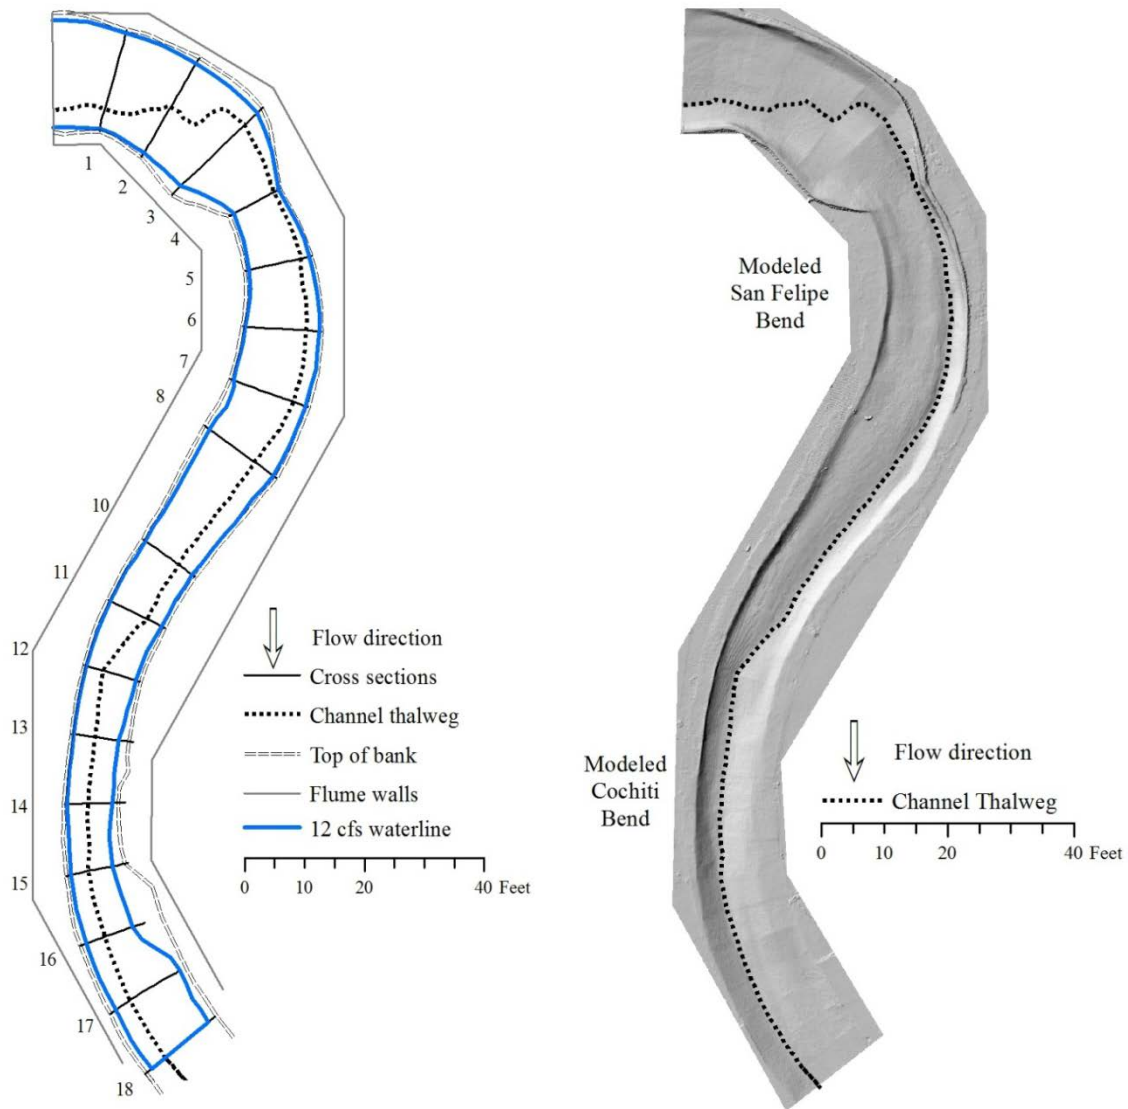 1
2
3
4
5
6
7
8
10
11
12
13
14
15
16
17
18
Flow direction
Cross sections
Channel thalweg
Top of bank
Flume walls
12 cfs waterline
0 10 20 40 Feet
Modeled
San Felipe
Bend
Modeled
Cochiti
Bend
Flow direction
Channel Thalweg
0 10 20 40 Feet